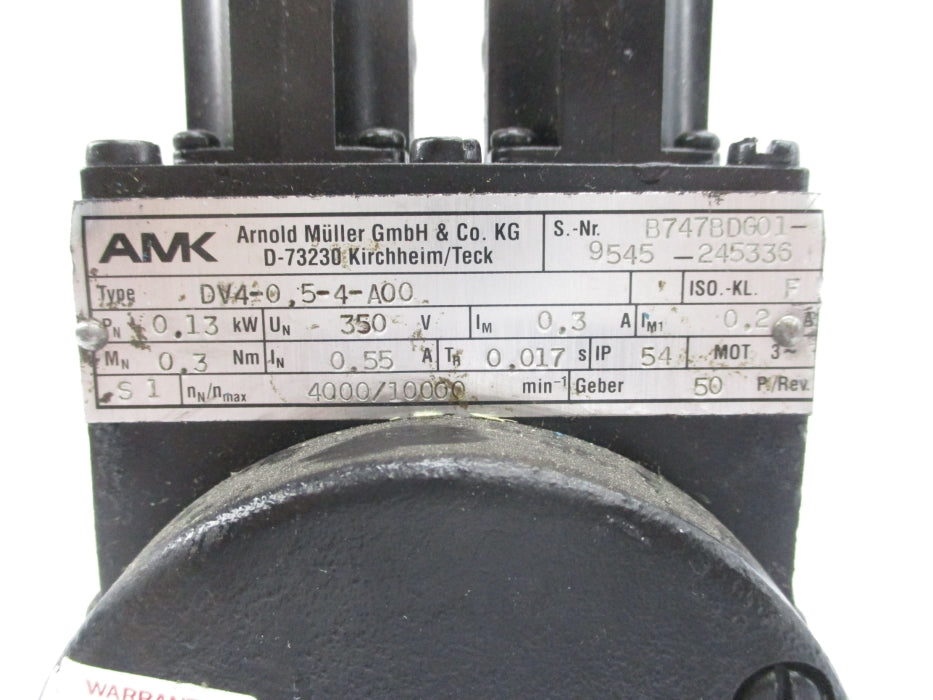 AMK Arnold Müller GmbH & Co. KG S.-Nr. B747BDG01-
D-73230 Kirchheim/Teck 9545 -245336
Type DV4-0,5-4-A00 ISO.-KL. F
PN 0,13 kW UN 350 V IM 0,3 A IM1 0,2 A
MN 0,3 Nm IN 0,55 A TR 0,017 s IP 54 MOT 3~
S1 nN/nmax 4000/10000 min⁻¹ Geber 50 P./Rev.